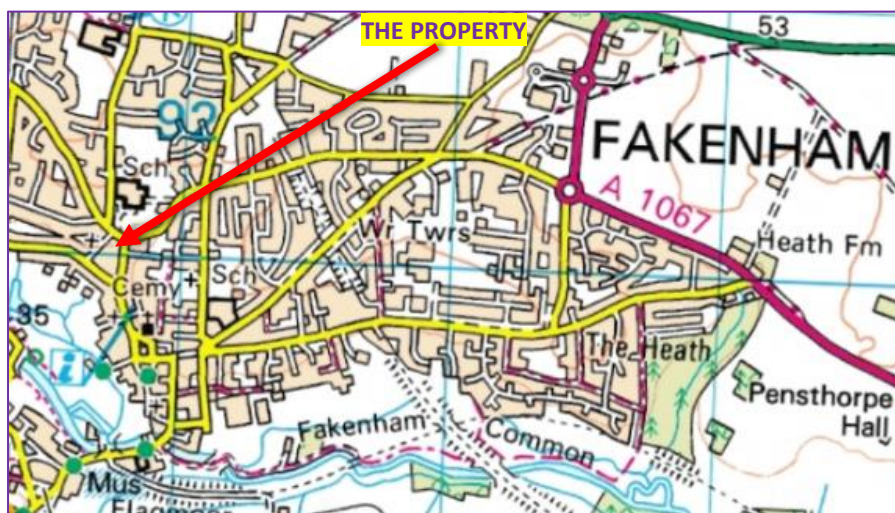 THE PROPERTY
53
92
FAKENHAM
Sch
A 1067
Wr Twrs
Heath Fm
Cemy
Sch
35
i
The Heath
Pensthorpe
Hall
Fakenham
Common
Mus